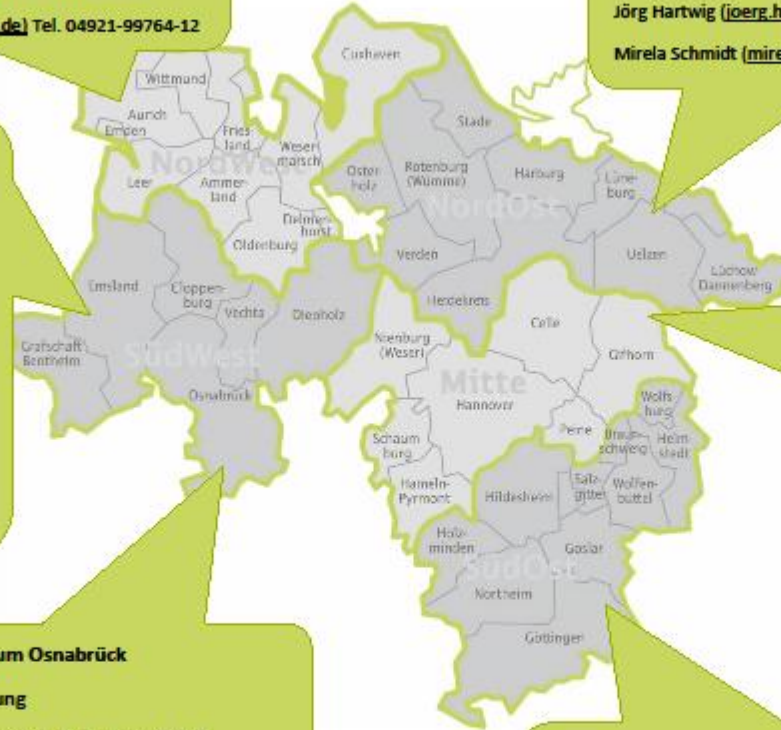 de) Tel. 04921-99764-12
Jörg Hartwig (joerg.h
Mirela Schmidt (mire
Cuxhaven
Wittmund
Aurich
Emden
Fries-
land
Weser-
marsch
NordWest
Leer
Ammer-
land
Delmen-
horst
Oldenburg
Stade
Oster-
holz
Rotenburg
(Wümme)
Harburg
Lüne-
burg
NordOst
Verden
Uelzen
Lüchow
Dannenberg
Heidekreis
Emsland
Cloppen-
burg
Vechta
Diepholz
Grafschaft
Bentheim
SüdWest
Osnabrück
Nienburg
(Weser)
Celle
Gifhorn
Mitte
Hannover
Wolfs-
burg
Peine
Braun-
schweig
Helm-
stedt
Schaum-
burg
Hameln-
Pyrmont
Hildesheim
Salz-
gitter
Wolfen-
büttel
Holz-
minden
Goslar
SüdOst
Northeim
Göttingen
um Osnabrück
ung